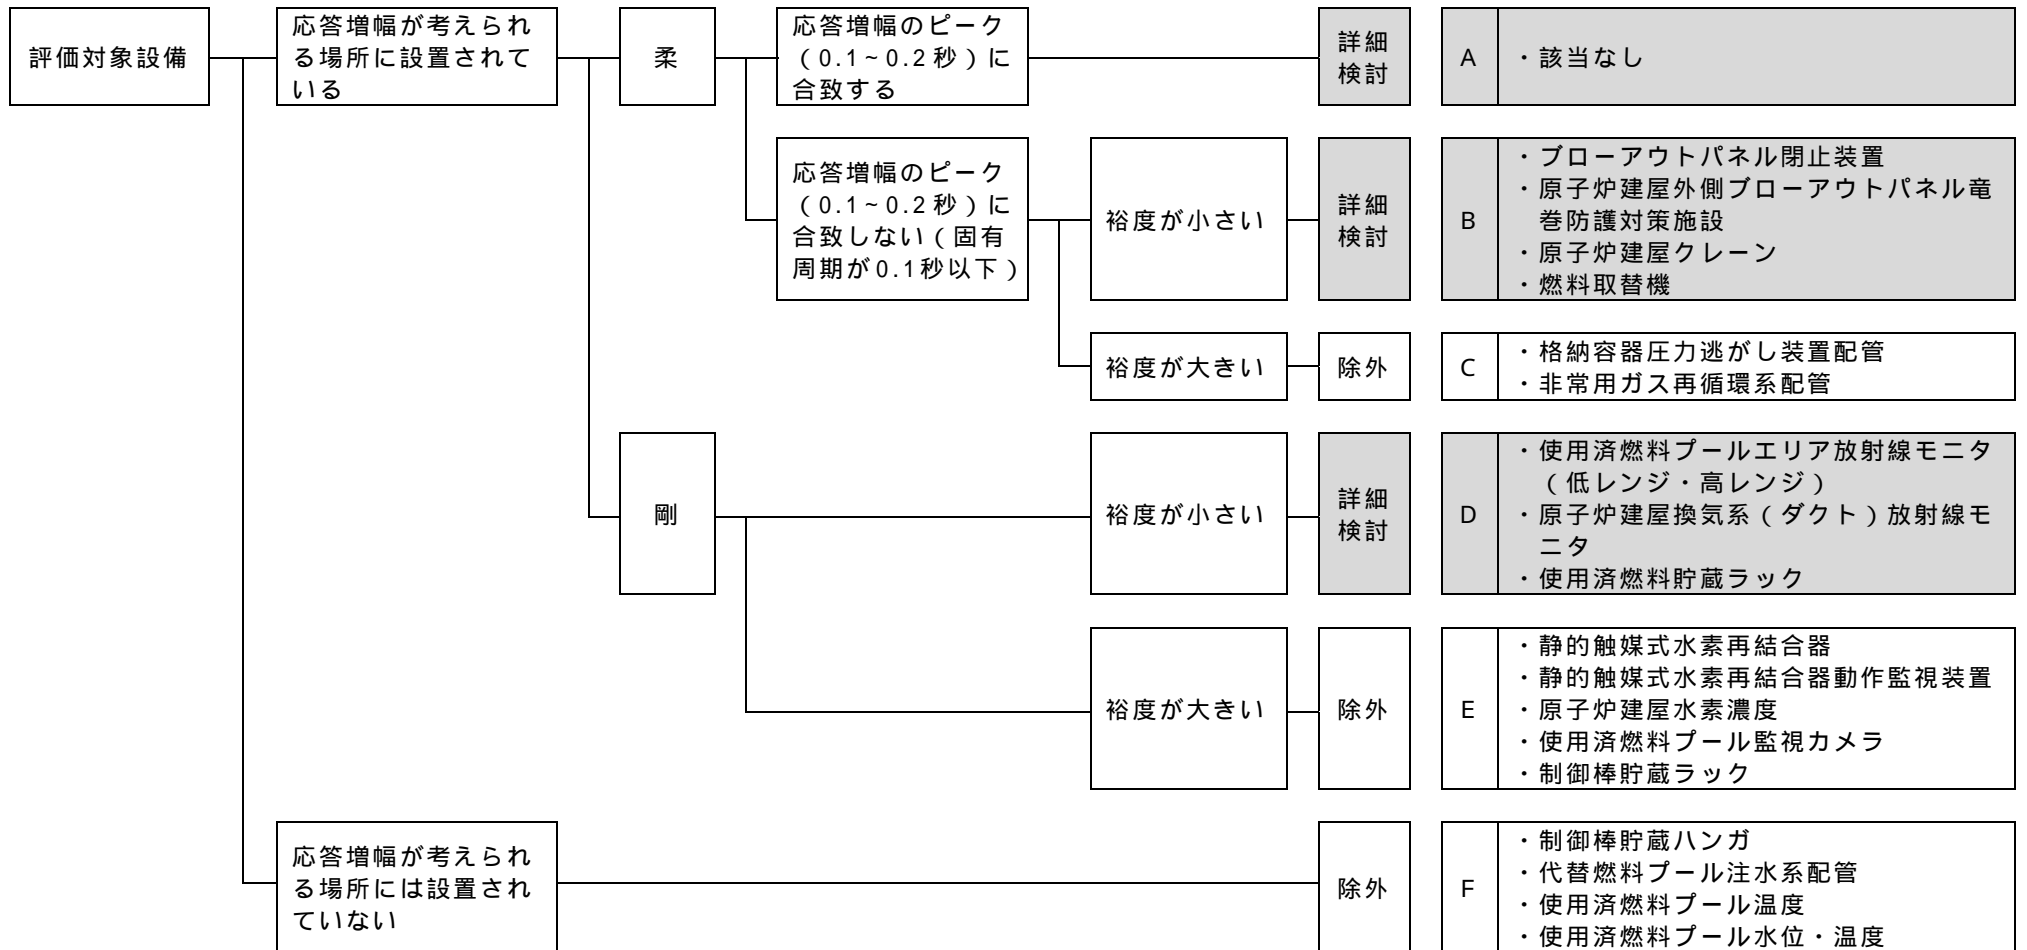 評価対象設備
応答増幅が考えられ
る場所に設置されて
いる
柔
応答増幅のピーク
（0.1~0.2秒）に
合致する
詳細
検討
A
・該当なし
応答増幅のピーク
（0.1~0.2秒）に
合致しない（固有
周期が0.1秒以下）
裕度が小さい
詳細
検討
B
・ブローアウトパネル閉止装置
・原子炉建屋外側ブローアウトパネル竜
巻防護対策施設
・原子炉建屋クレーン
・燃料取替機
裕度が大きい
除外
C
・格納容器圧力逃がし装置配管
・非常用ガス再循環系配管
剛
裕度が小さい
詳細
検討
D
・使用済燃料プールエリア放射線モニタ
（低レンジ・高レンジ）
・原子炉建屋換気系（ダクト）放射線モ
ニタ
・使用済燃料貯蔵ラック
裕度が大きい
除外
E
・静的触媒式水素再結合器
・静的触媒式水素再結合器動作監視装置
・原子炉建屋水素濃度
・使用済燃料プール監視カメラ
・制御棒貯蔵ラック
応答増幅が考えられ
る場所には設置され
ていない
除外
F
・制御棒貯蔵ハンガ
・代替燃料プール注水系配管
・使用済燃料プール温度
・使用済燃料プール水位・温度